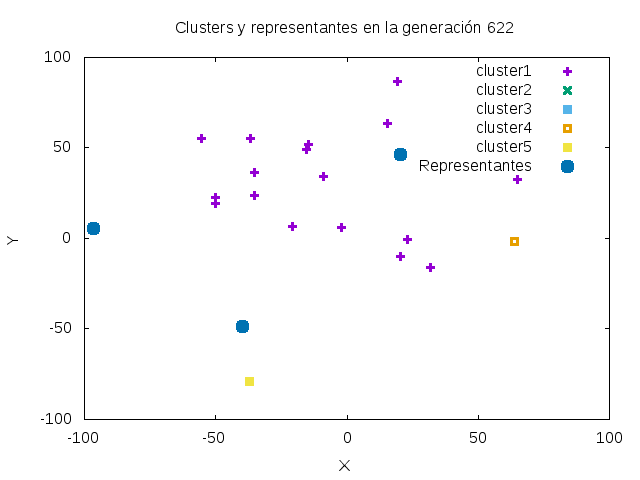 Clusters y representantes en la generación 622
100
50
0
-50
-100
-100
-50
0
50
100
Y
X
cluster1
cluster2
cluster3
cluster4
cluster5
Representantes